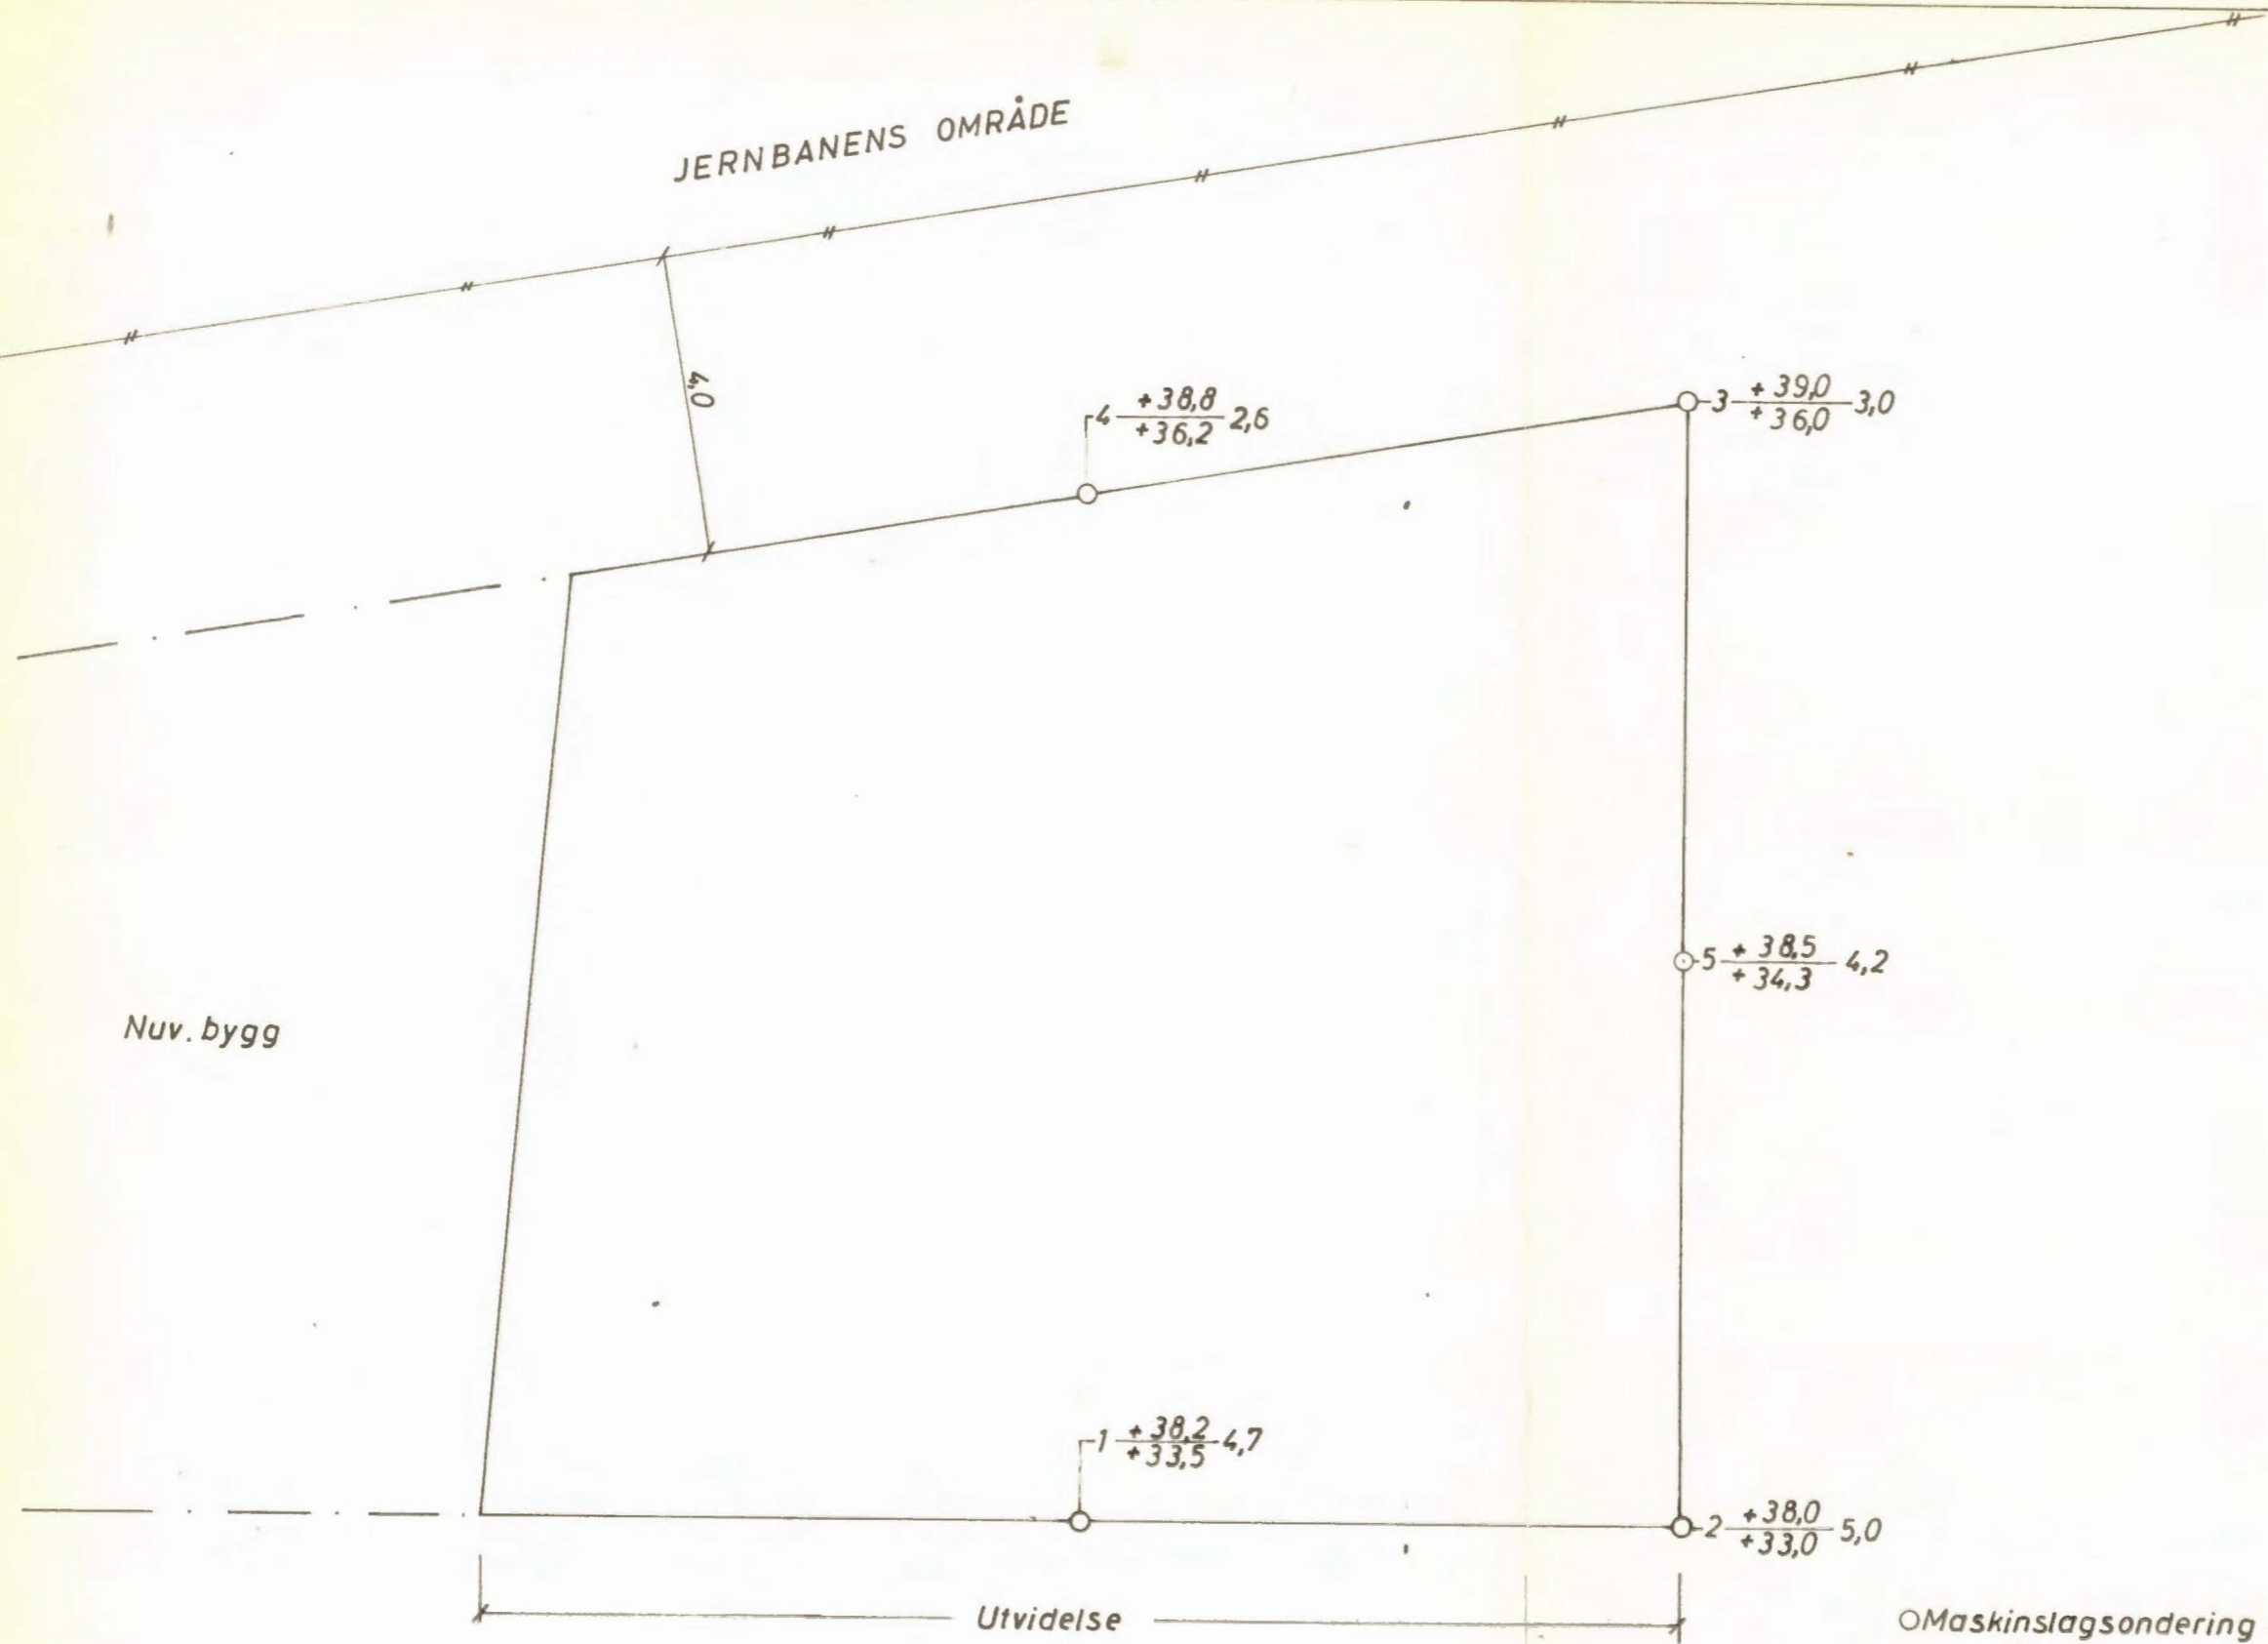 JERNBANENS OMRÅDE
4,0
4 +38,8 2,6
+36,2
3 +39,0 3,0
+36,0
5 +38,5 4,2
+34,3
Nuv. bygg
1 +38,2 4,7
+33,5
2 +38,0 5,0
+33,0
Utvidelse
Maskinslagsondering